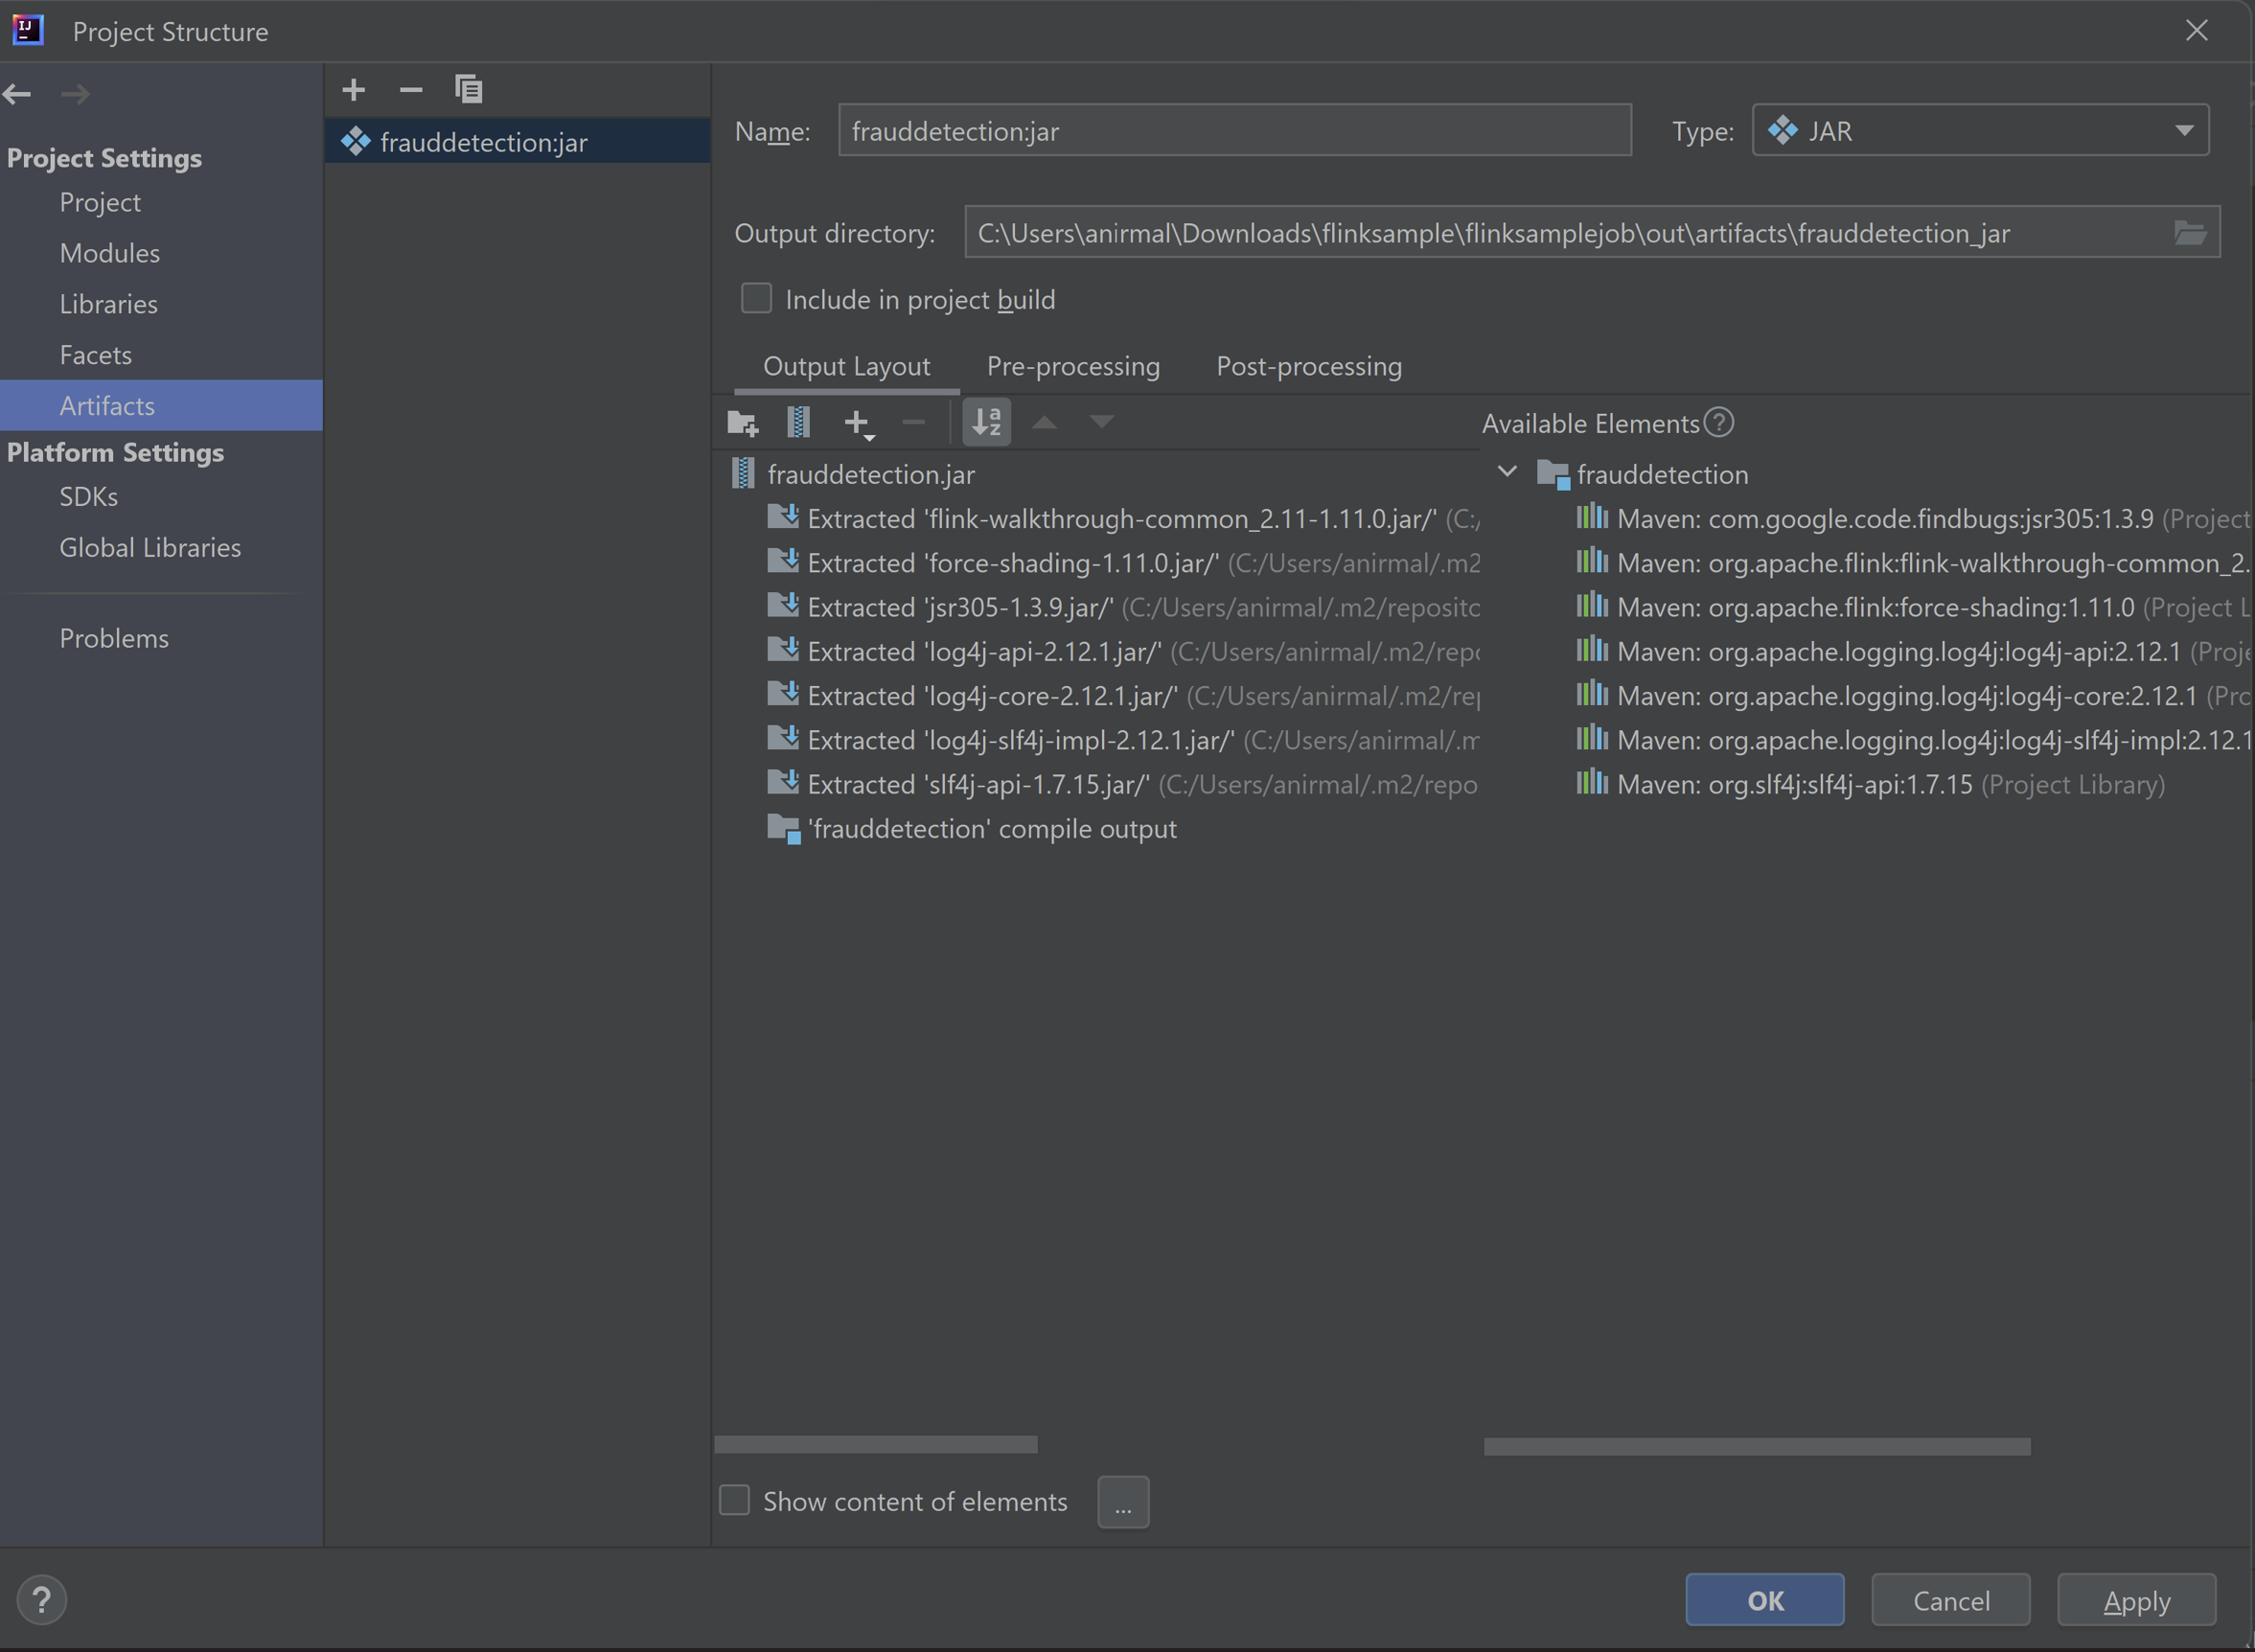 Project Structure
Project Settings
Project
Modules
Libraries
Facets
Artifacts
Platform Settings
SDKs
Global Libraries
Problems
frauddetection:jar
Name: frauddetection:jar Type: JAR
Output directory: C:\Users\anirmal\Downloads\flinksample\flinksamplejob\out\artifacts\frauddetection_jar
Include in project build
Output Layout Pre-processing Post-processing
frauddetection.jar
Extracted 'flink-walkthrough-common_2.11-1.11.0.jar/' (C:/
Extracted 'force-shading-1.11.0.jar/' (C:/Users/anirmal/.m2
Extracted 'jsr305-1.3.9.jar/' (C:/Users/anirmal/.m2/reposito
Extracted 'log4j-api-2.12.1.jar/' (C:/Users/anirmal/.m2/repo
Extracted 'log4j-core-2.12.1.jar/' (C:/Users/anirmal/.m2/rep
Extracted 'log4j-slf4j-impl-2.12.1.jar/' (C:/Users/anirmal/.m
Extracted 'slf4j-api-1.7.15.jar/' (C:/Users/anirmal/.m2/repo
'frauddetection' compile output
Available Elements ?
frauddetection
Maven: com.google.code.findbugs:jsr305:1.3.9 (Project
Maven: org.apache.flink:flink-walkthrough-common_2.
Maven: org.apache.flink:force-shading:1.11.0 (Project L
Maven: org.apache.logging.log4j:log4j-api:2.12.1 (Proje
Maven: org.apache.logging.log4j:log4j-core:2.12.1 (Pro
Maven: org.apache.logging.log4j:log4j-slf4j-impl:2.12.1
Maven: org.slf4j:slf4j-api:1.7.15 (Project Library)
Show content of elements ...
? OK Cancel Apply